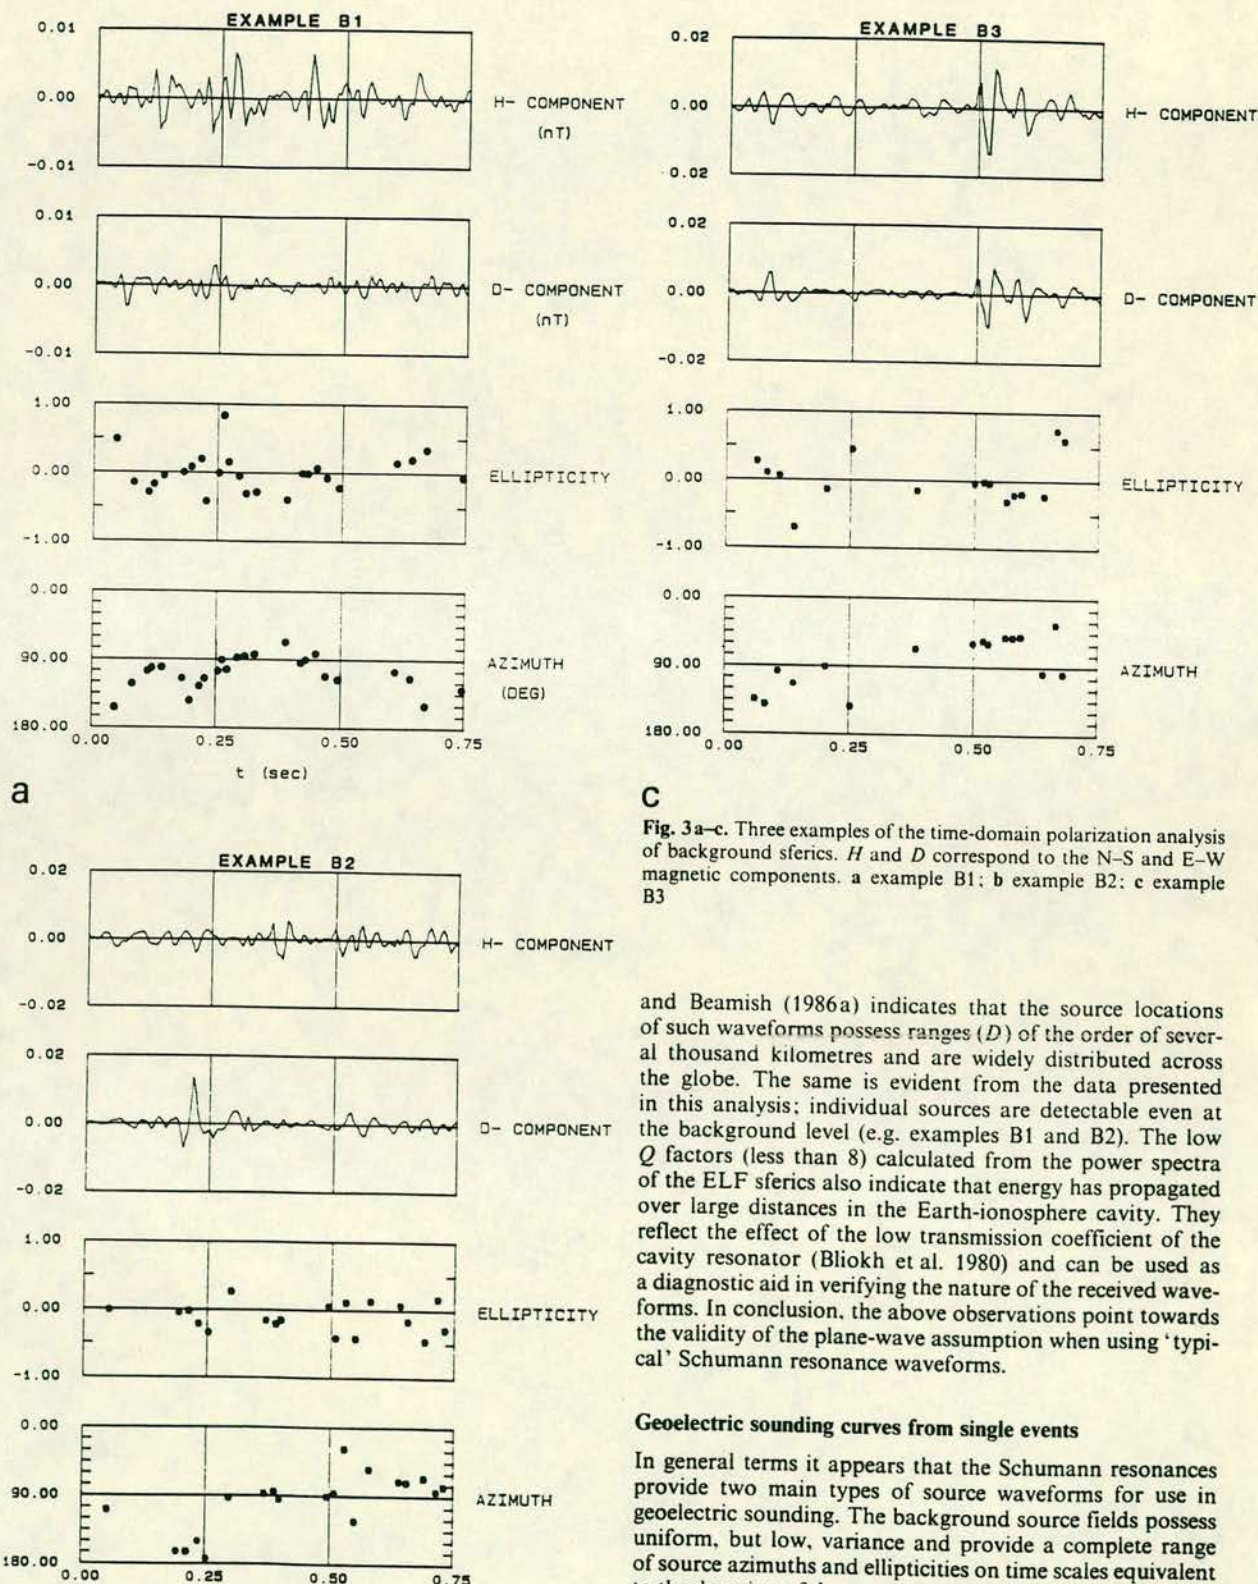 EXAMPLE B1
0.01
0.00
-0.01
H- COMPONENT
(nT)
0.01
0.00
-0.01
D- COMPONENT
(nT)
1.00
0.00
-1.00
ELLIPTICITY
0.00
90.00
180.00
AZIMUTH
(DEG)
0.00 0.25 0.50 0.75
t (sec)
a
EXAMPLE B2
0.02
0.00
-0.02
H- COMPONENT
0.02
0.00
-0.02
D- COMPONENT
1.00
0.00
-1.00
ELLIPTICITY
0.00
90.00
180.00
AZIMUTH
0.00 0.25 0.50 0.75
EXAMPLE B3
0.02
0.00
-0.02
H- COMPONENT
0.02
0.00
-0.02
D- COMPONENT
1.00
0.00
-1.00
ELLIPTICITY
0.00
90.00
180.00
AZIMUTH
0.00 0.25 0.50 0.75
C
Fig. 3a–c. Three examples of the time-domain polarization analysis
of background sferics. H and D correspond to the N–S and E–W
magnetic components. a example B1; b example B2; c example
B3
and Beamish (1986a) indicates that the source locations
of such waveforms possess ranges (D) of the order of sever-
al thousand kilometres and are widely distributed across
the globe. The same is evident from the data presented
in this analysis; individual sources are detectable even at
the background level (e.g. examples B1 and B2). The low
Q factors (less than 8) calculated from the power spectra
of the ELF sferics also indicate that energy has propagated
over large distances in the Earth-ionosphere cavity. They
reflect the effect of the low transmission coefficient of the
cavity resonator (Bliokh et al. 1980) and can be used as
a diagnostic aid in verifying the nature of the received wave-
forms. In conclusion, the above observations point towards
the validity of the plane-wave assumption when using 'typi-
cal' Schumann resonance waveforms.
Geoelectric sounding curves from single events
In general terms it appears that the Schumann resonances
provide two main types of source waveforms for use in
geoelectric sounding. The background source fields possess
uniform, but low, variance and provide a complete range
of source azimuths and ellipticities on time scales equivalent